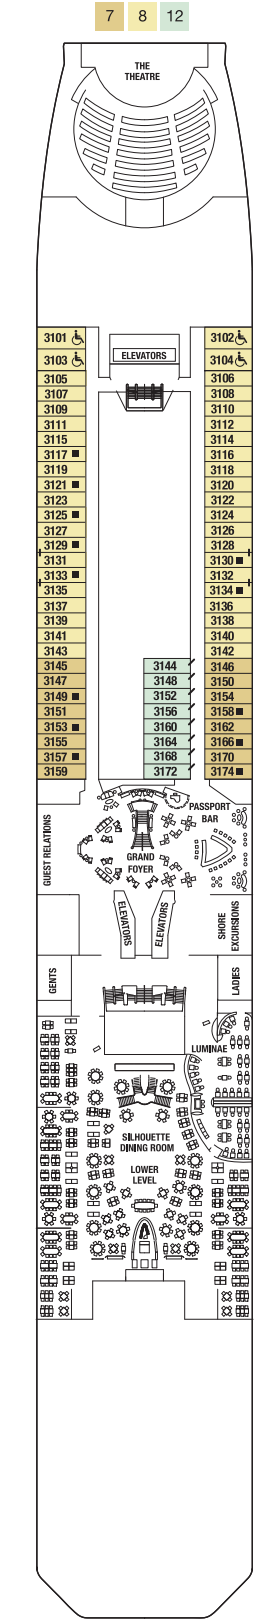 7 8 12
THE
THEATRE
ELEVATORS
3101 3102
3103 3104
3105 3106
3107 3108
3109 3110
3111 3112
3115 3114
3117 3116
3119 3118
3121 3120
3123 3122
3125 3124
3127 3126
3129 3128
3131 3130
3133 3132
3135 3134
3137 3136
3139 3138
3141 3140
3143 3142
3145 3144 3146
3147 3148 3150
3149 3152 3154
3151 3156 3158
3153 3160 3162
3155 3164 3166
3157 3168 3170
3159 3172 3174
PASSPORT
BAR
GUEST RELATIONS
GRAND
FOYER
ELEVATORS
ELEVATORS
SHORE
EXCURSIONS
GENTS
LADIES
LUMINAE
SILHOUETTE
DINING ROOM
LOWER
LEVEL